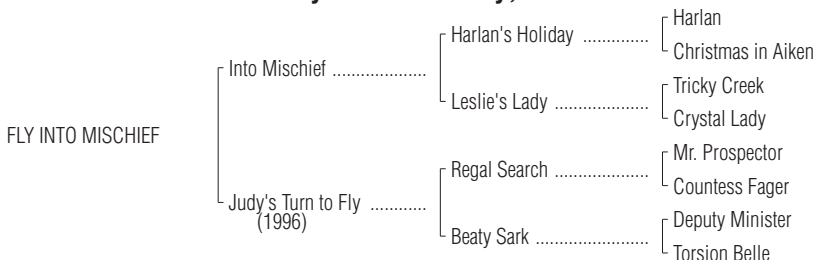 Harlan
Harlan's Holiday ..............
Christmas in Aiken
Into Mischief ....................
Tricky Creek
Leslie's Lady ....................
Crystal Lady
FLY INTO MISCHIEF
Mr. Prospector
Regal Search ....................
Countess Fager
Judy's Turn to Fly ............
(1996)
Deputy Minister
Beaty Sark ........................
Torsion Belle